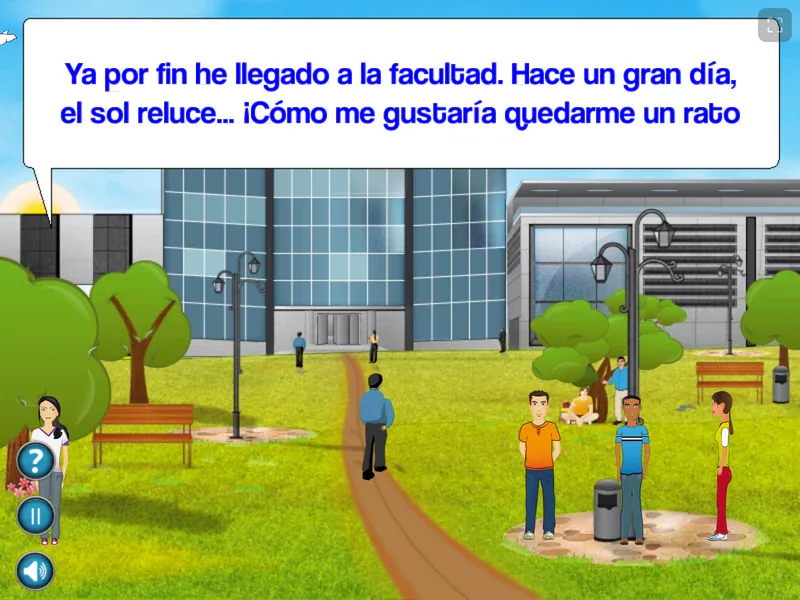 Ya por fin he llegado a la facultad. Hace un gran día,
el sol reluce... ¡Cómo me gustaría quedarme un rato
?